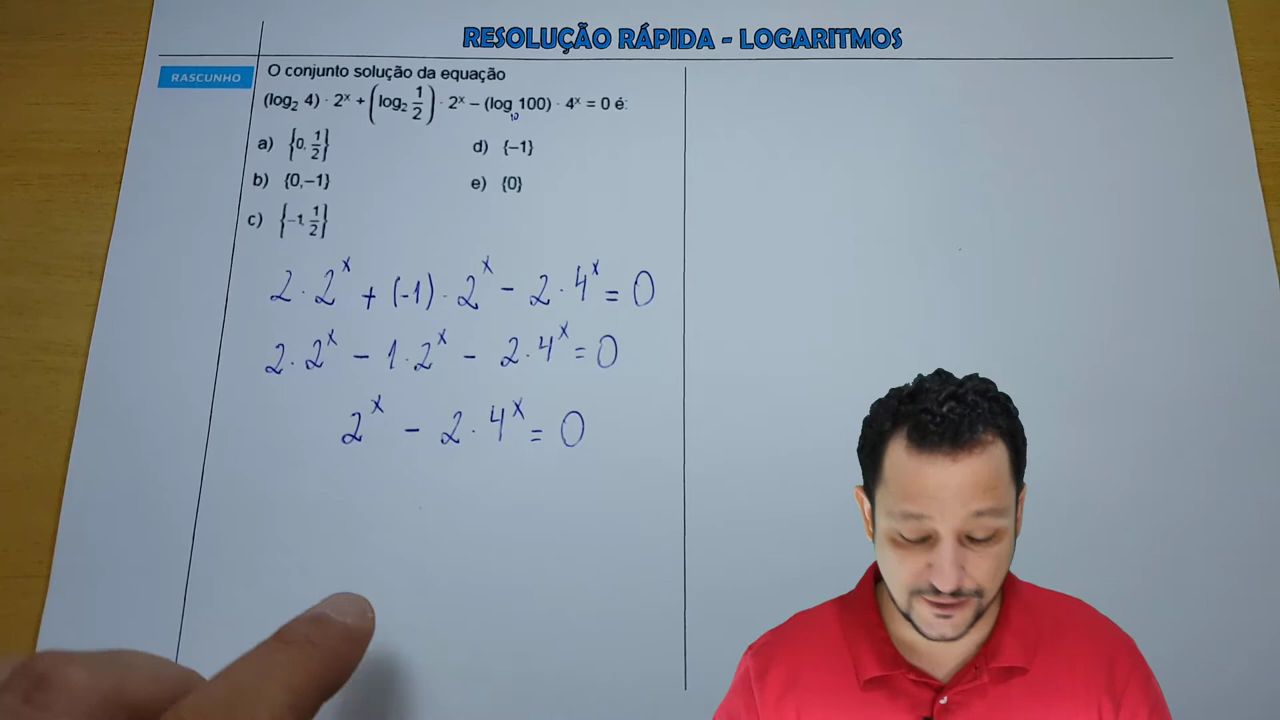 RESOLUÇÃO RÁPIDA - LOGARITMOS
RASCUNHO
O conjunto solução da equação
(log₂ 4) · 2ˣ + (log₂ 1/2) · 2ˣ – (log₁₀ 100) · 4ˣ = 0 é:
a) {0, 1/2}
b) {0,–1}
c) {–1, 1/2}
d) {–1}
e) {0}
2 · 2ˣ + (-1) · 2ˣ - 2 · 4ˣ = 0
2 · 2ˣ - 1 · 2ˣ - 2 · 4ˣ = 0
2ˣ - 2 · 4ˣ = 0